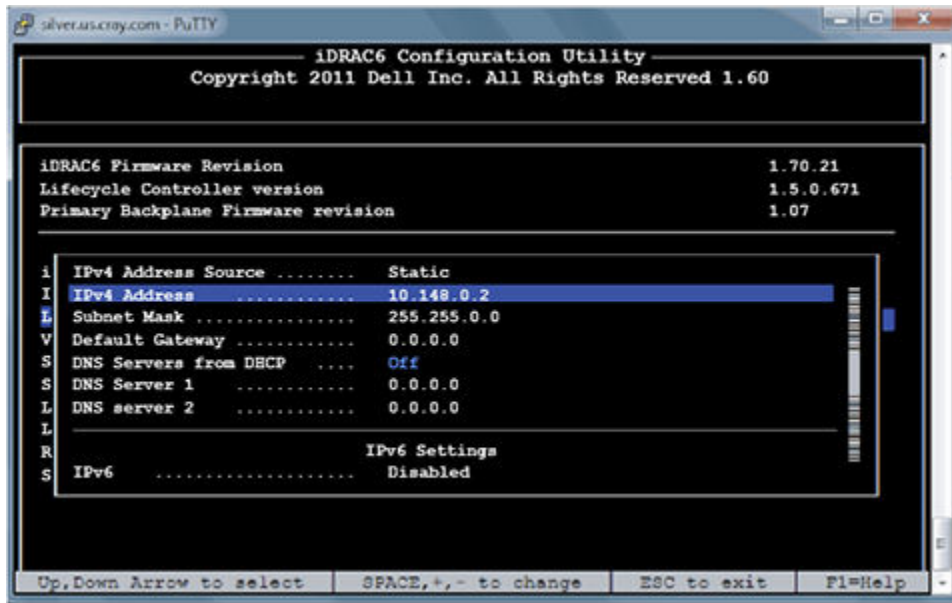 silver.us.cray.com - PuTTY
iDRAC6 Configuration Utility
Copyright 2011 Dell Inc. All Rights Reserved 1.60
iDRAC6 Firmware Revision 1.70.21
Lifecycle Controller version 1.5.0.671
Primary Backplane Firmware revision 1.07
i IPv4 Address Source ........ Static
I IPv4 Address ............ 10.148.0.2
L Subnet Mask ................ 255.255.0.0
V Default Gateway ............ 0.0.0.0
S DNS Servers from DHCP .... Off
S DNS Server 1 ............ 0.0.0.0
L DNS server 2 ............ 0.0.0.0
L
R IPv6 Settings
S IPv6 .................... Disabled
Up,Down Arrow to select SPACE,+,- to change ESC to exit F1=Help